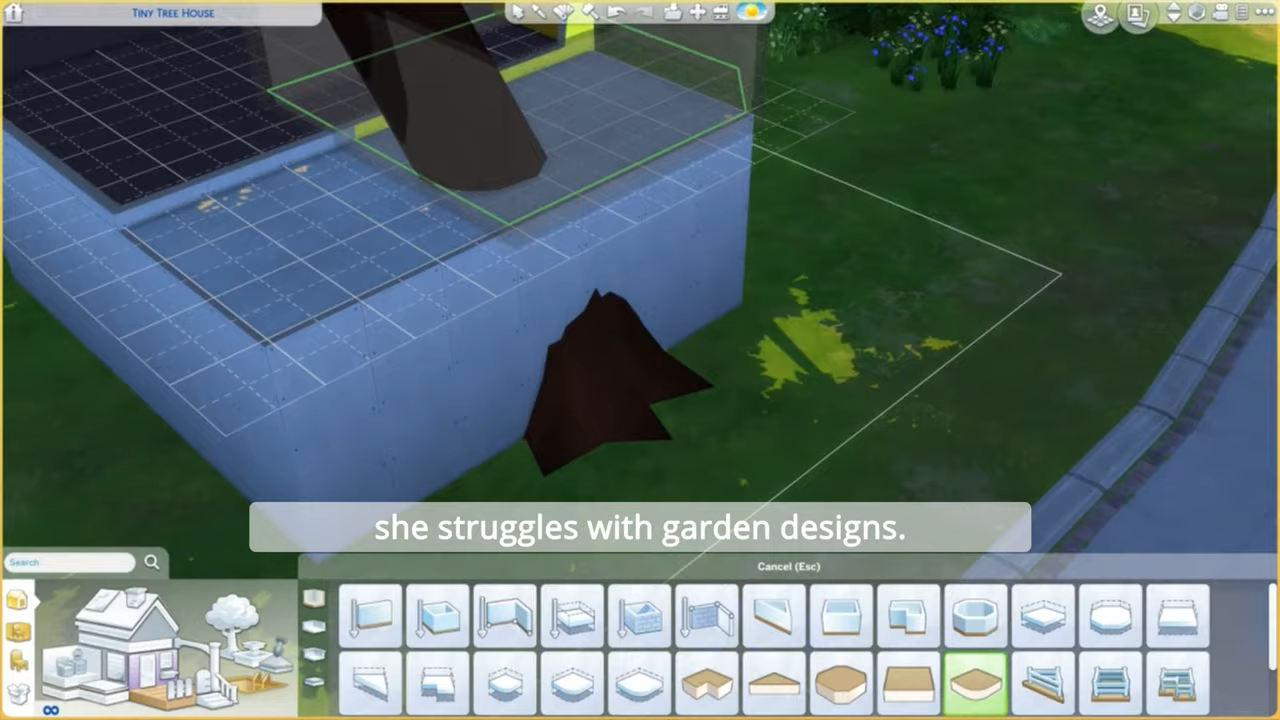 TINY TREE HOUSE
she struggles with garden designs.
Search
Cancel (Esc)